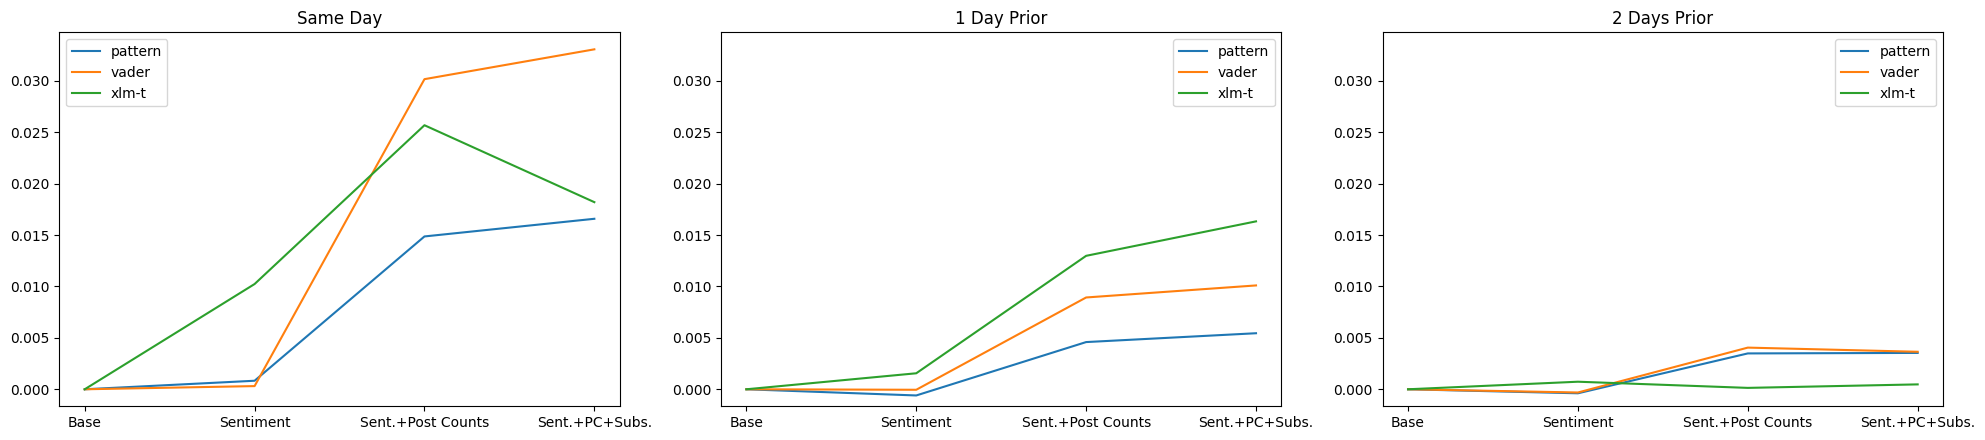 Same Day
pattern
vader
xlm-t
0.030
0.025
0.020
0.015
0.010
0.005
0.000
Base
Sentiment
Sent.+Post Counts
Sent.+PC+Subs.
1 Day Prior
pattern
vader
xlm-t
0.030
0.025
0.020
0.015
0.010
0.005
0.000
Base
Sentiment
Sent.+Post Counts
Sent.+PC+Subs.
2 Days Prior
pattern
vader
xlm-t
0.030
0.025
0.020
0.015
0.010
0.005
0.000
Base
Sentiment
Sent.+Post Counts
Sent.+PC+Subs.